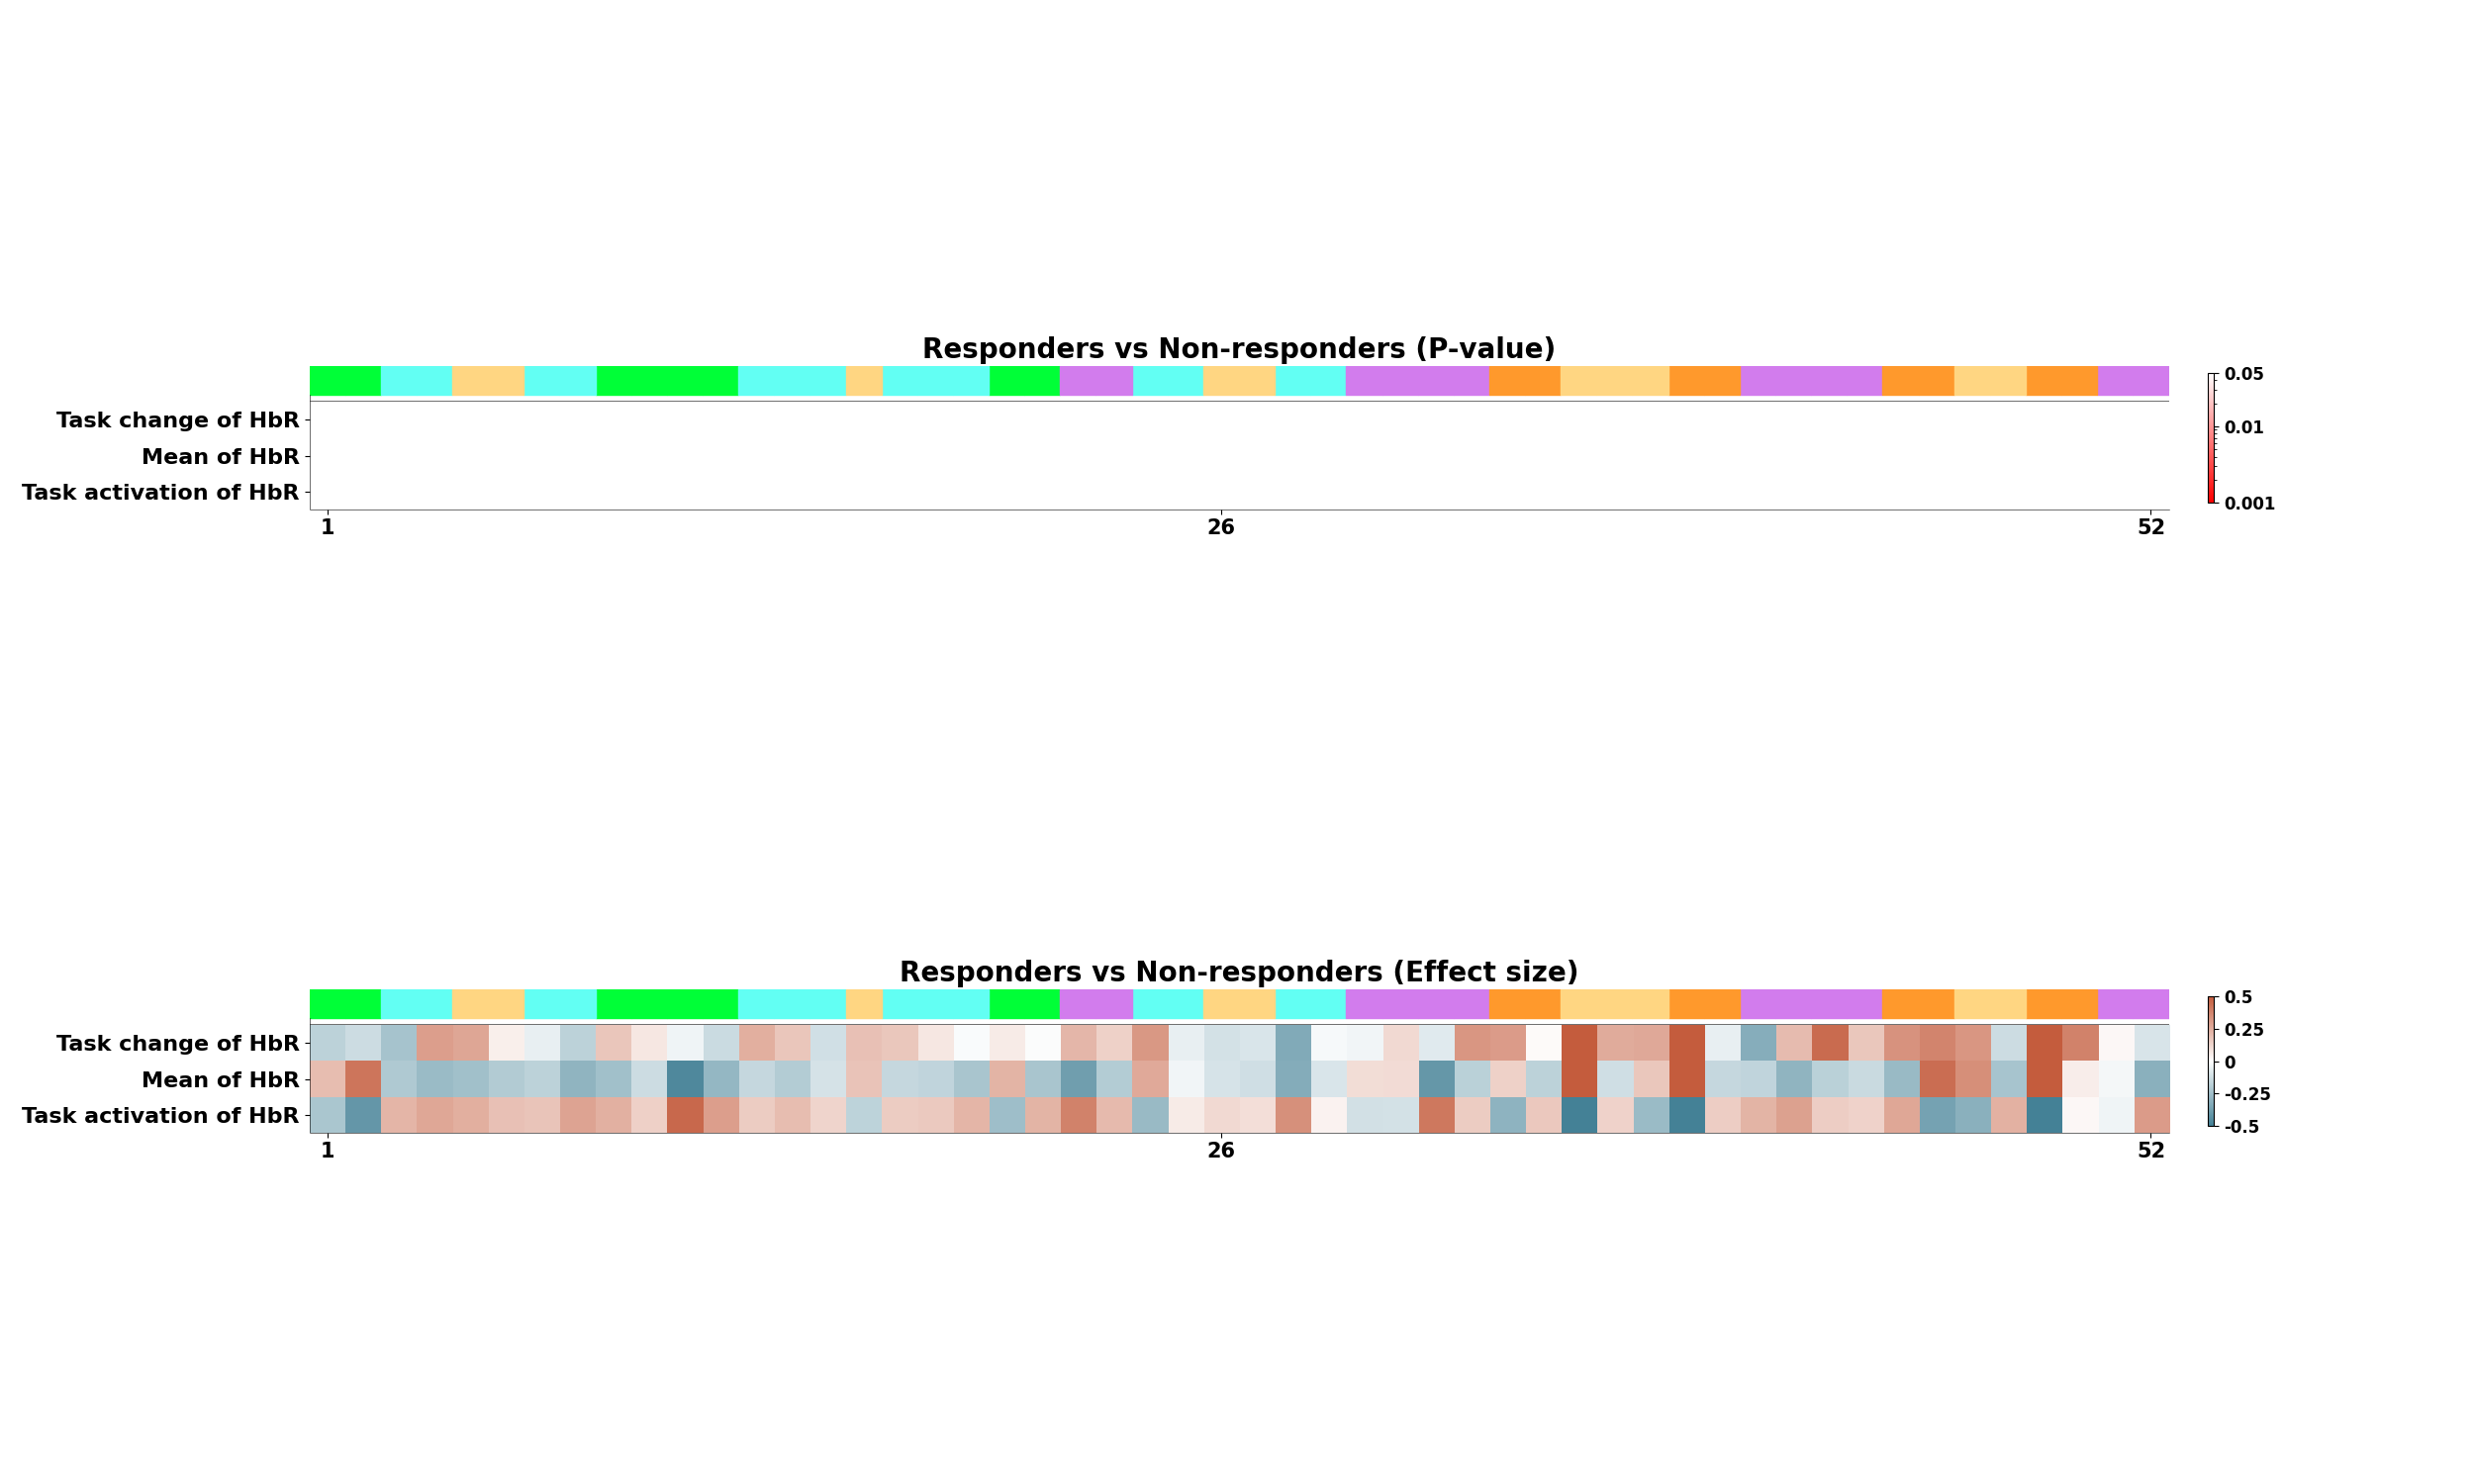 Responders vs Non-responders (P-value)
Task change of HbR
Mean of HbR
Task activation of HbR
1 26 52
0.05
0.01
0.001
Responders vs Non-responders (Effect size)
Task change of HbR
Mean of HbR
Task activation of HbR
1 26 52
0.5
0.25
0
-0.25
-0.5